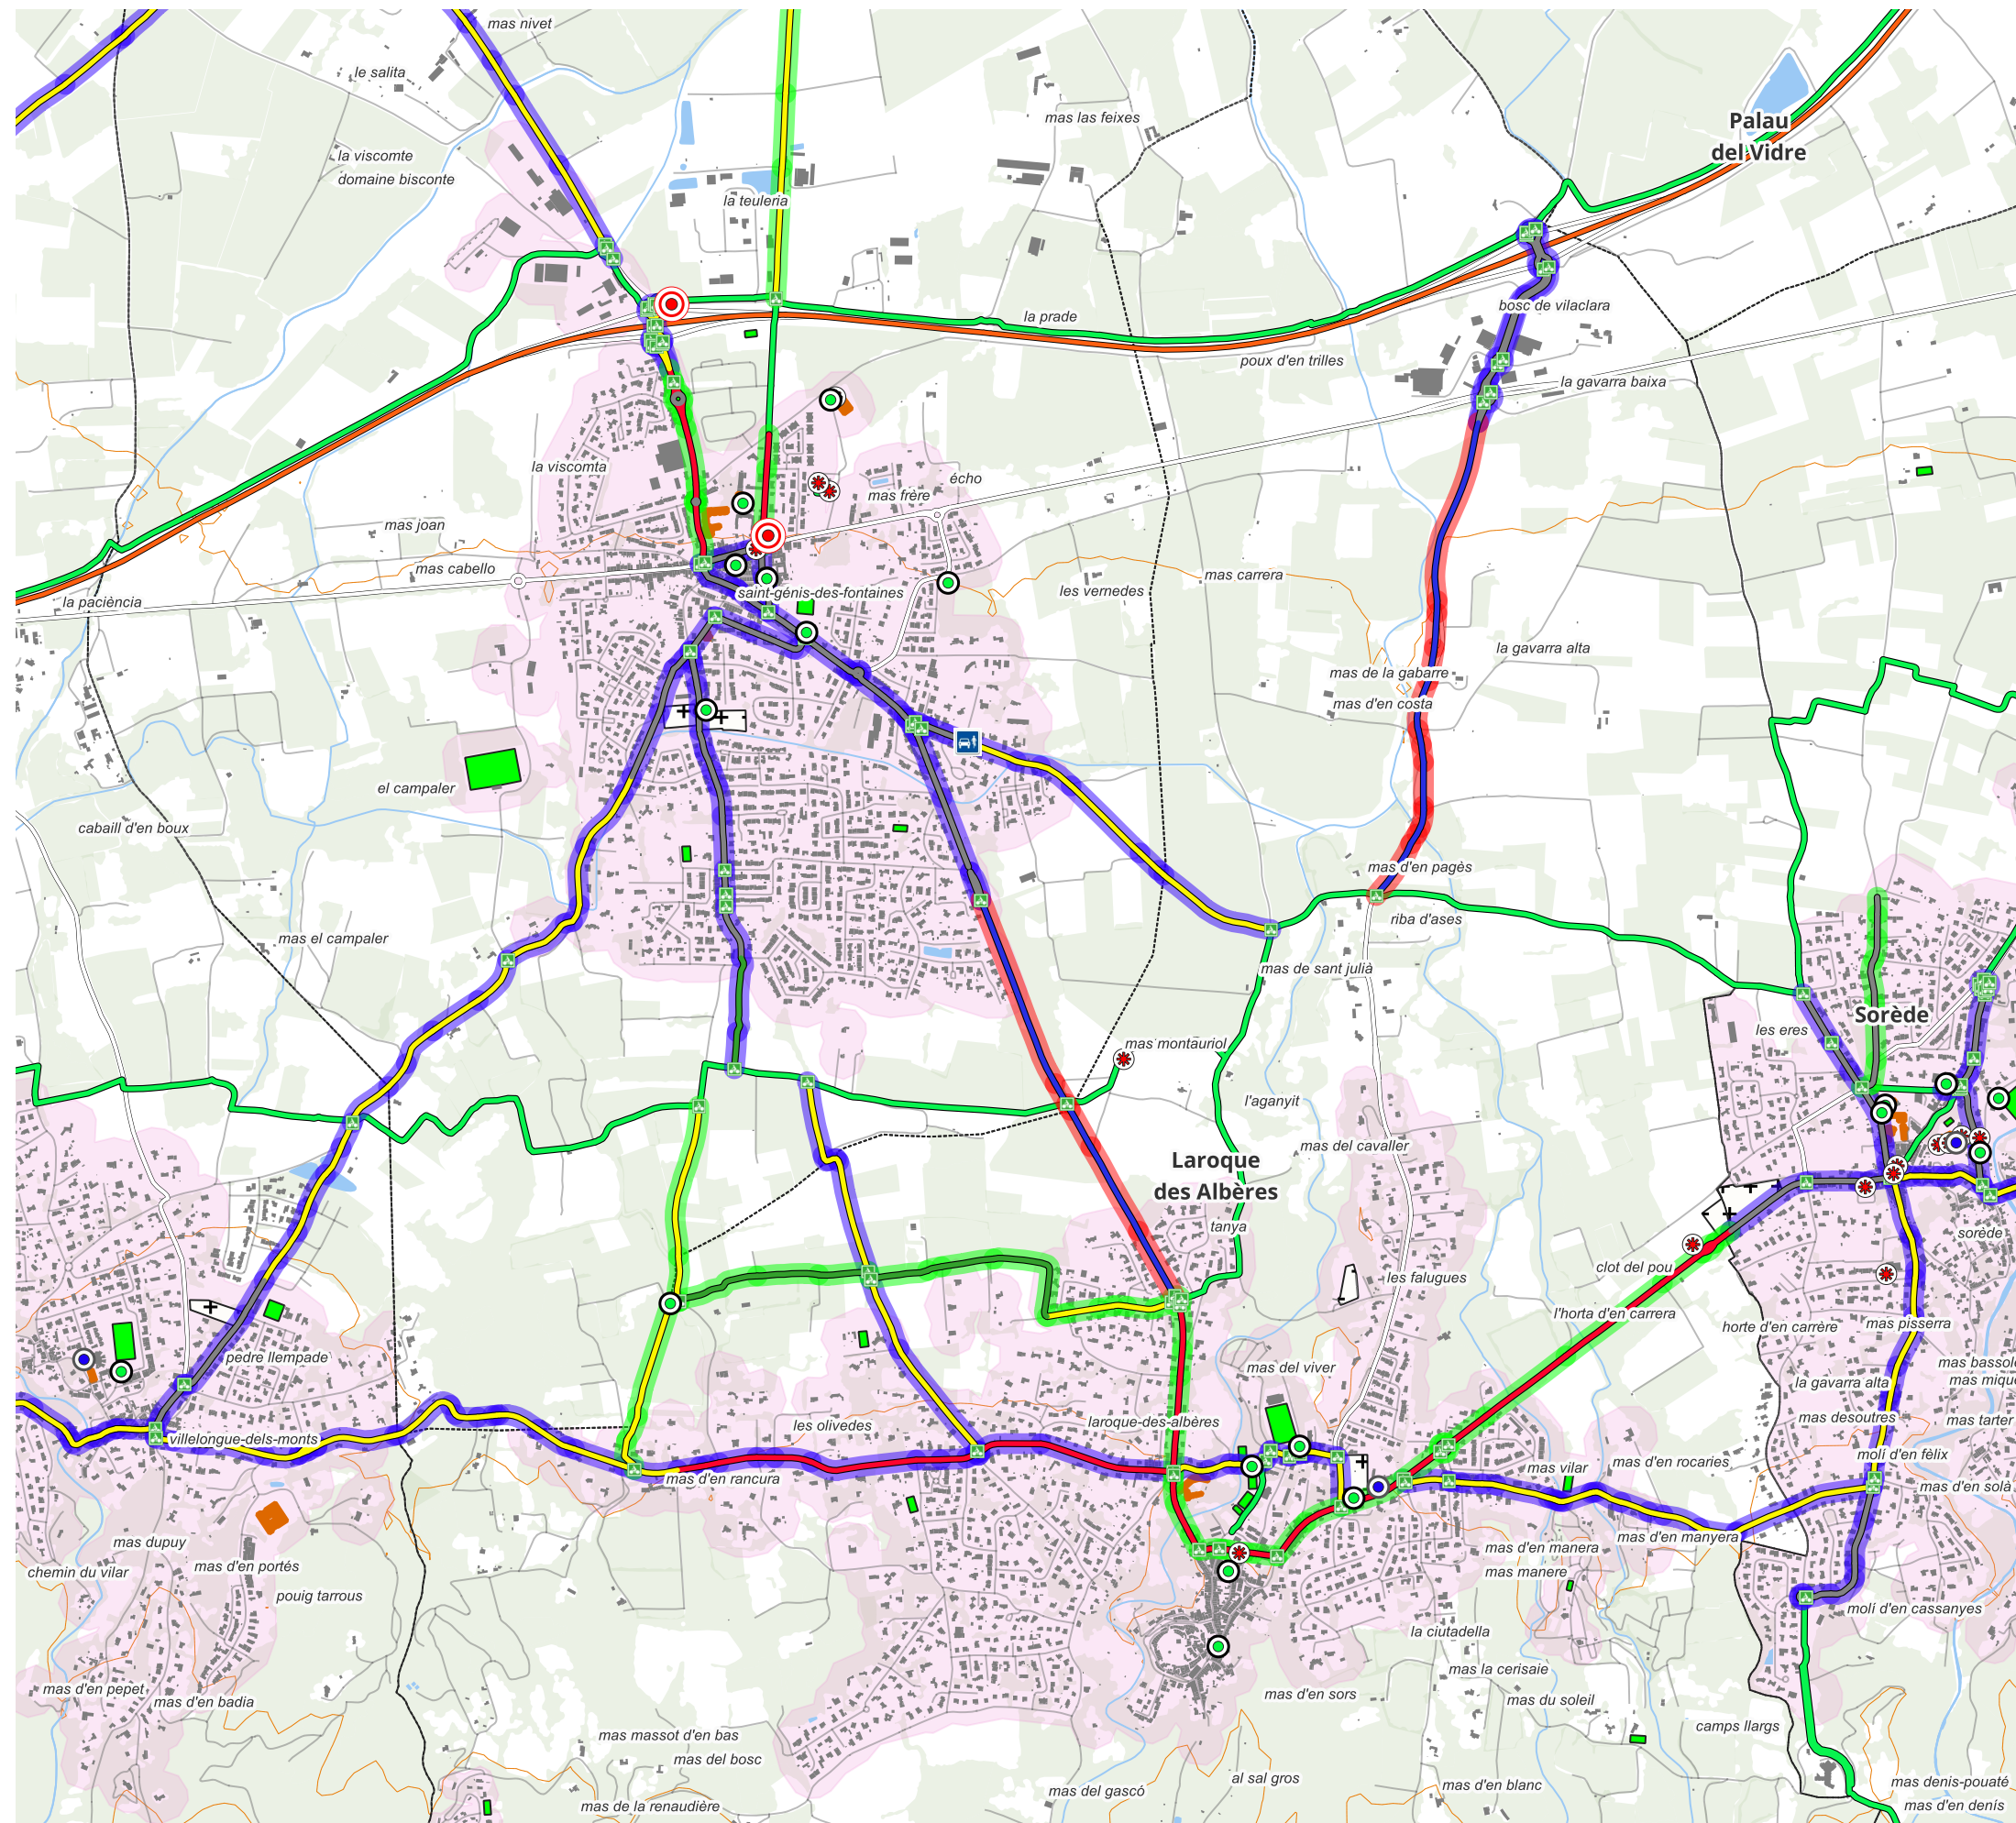 mas nivet
le salita
mas las feixes
Palau
del Vidre
la viscomte
domaine bisconte
la teuleria
bosc de vilaclara
la prade
poux d'en trilles
la gavarra baixa
la viscomta
écho
mas frère
mas joan
mas cabello
mas carrera
les vernedes
saint-génis-des-fontaines
la paciència
la gavarra alta
mas de la gabarre
mas d'en costa
el campaler
cabaill d'en boux
mas d'en pagès
riba d'ases
mas el campaler
mas de sant julià
Sorède
les eres
mas montauriol
l'aganyit
mas del cavaller
Laroque
des Albères
tanya
sorède
clot del pou
les falugues
l'horta d'en carrera
horte d'en carrère
mas pisserra
pedre llempade
mas del viver
mas bassole
mas mique
la gavarra alta
les olivedes
laroque-des-albères
mas desoutres
mas tarter
villelongue-dels-monts
molí d'en fèlix
mas d'en rancura
mas vilar
mas d'en rocaries
mas d'en solà
mas dupuy
mas d'en manyera
mas d'en manera
mas d'en portés
chemin du vilar
mas manere
pouig tarrous
molí d'en cassanyes
la ciutadella
mas la cerisaie
mas d'en pepet
mas d'en badia
mas d'en sors
mas du soleil
camps llargs
mas massot d'en bas
mas del bosc
al sal gros
mas d'en blanc
mas denis-pouaté
mas del gascó
mas de la renaudière
mas d'en denis